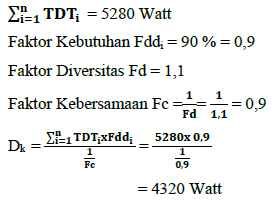 ∑ⁿᵢ₌₁ TDTᵢ = 5280 Watt
Faktor Kebutuhan Fddᵢ = 90 % = 0,9
Faktor Diversitas Fd = 1,1
Faktor Kebersamaan Fc = 1/Fd = 1/1,1 = 0,9
Dₖ = (∑ⁿᵢ₌₁ TDTᵢxFddᵢ)/(1/Fc) = (5280x 0,9)/(1/0,9)
= 4320 Watt